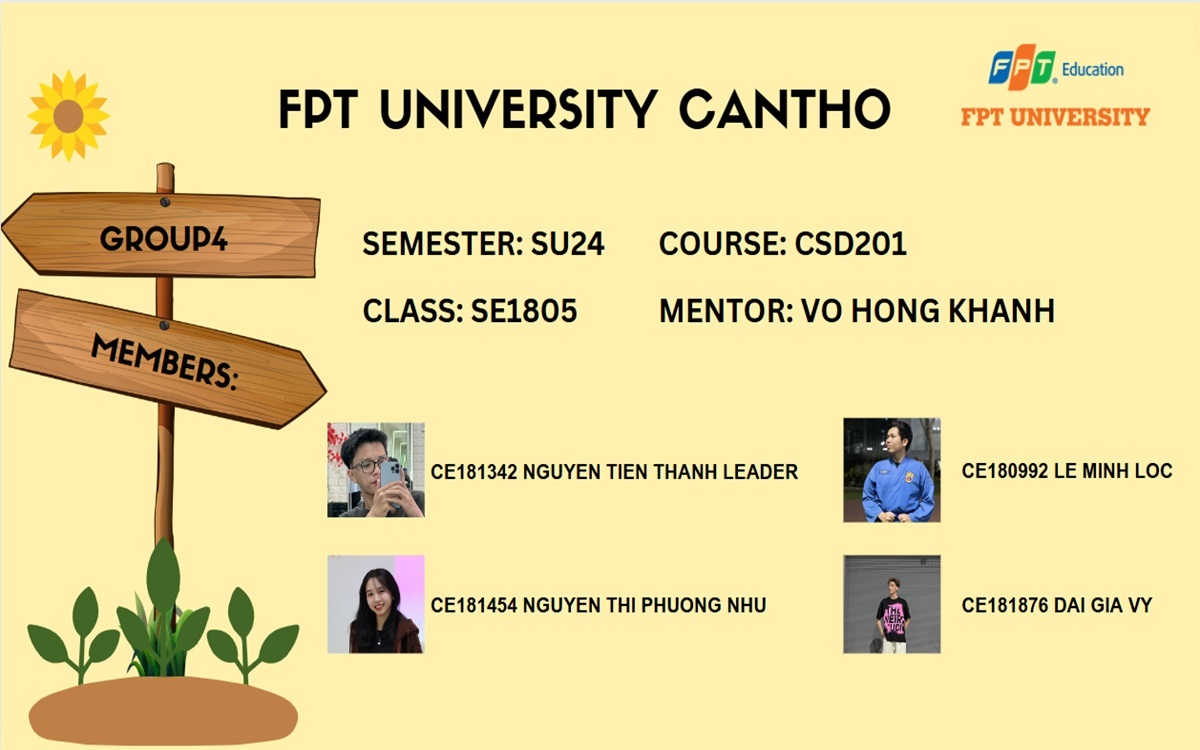 FPT UNIVERSITY CANTHO
FPT Education
FPT UNIVERSITY
GROUP4
MEMBERS:
SEMESTER: SU24
COURSE: CSD201
CLASS: SE1805
MENTOR: VO HONG KHANH
CE181342 NGUYEN TIEN THANH LEADER
CE180992 LE MINH LOC
CE181454 NGUYEN THI PHUONG NHU
CE181876 DAI GIA VY